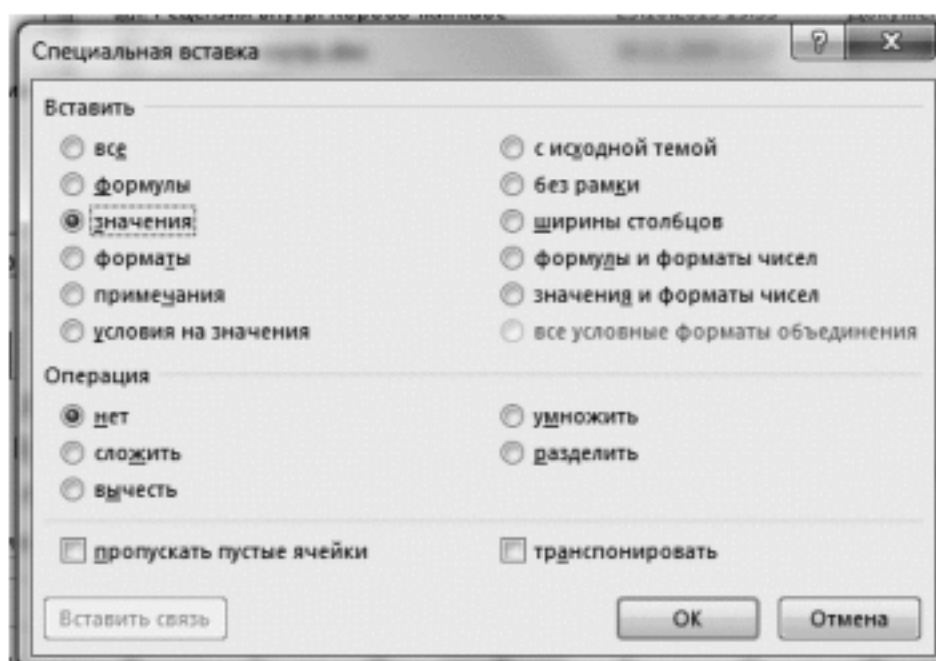 Специальная вставка
Вставить
все
формулы
значения
форматы
примечания
условия на значения
с исходной темой
без рамки
ширины столбцов
формулы и форматы чисел
значения и форматы чисел
все условные форматы объединения
Операция
нет
сложить
вычесть
умножить
разделить
пропускать пустые ячейки
транспонировать
Вставить связь
ОК
Отмена